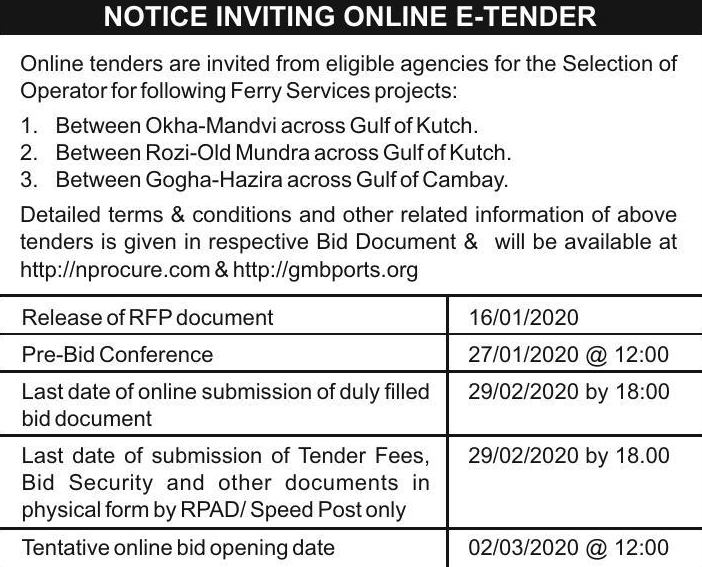 NOTICE INVITING ONLINE E-TENDER
Online tenders are invited from eligible agencies for the Selection of
Operator for following Ferry Services projects:
1. Between Okha-Mandvi across Gulf of Kutch.
2. Between Rozi-Old Mundra across Gulf of Kutch.
3. Between Gogha-Hazira across Gulf of Cambay.
Detailed terms & conditions and other related information of above
tenders is given in respective Bid Document & will be available at
http://nprocure.com & http://gmbports.org
Release of RFP document 16/01/2020
Pre-Bid Conference 27/01/2020 @ 12:00
Last date of online submission of duly filled 29/02/2020 by 18:00
bid document
Last date of submission of Tender Fees, 29/02/2020 by 18.00
Bid Security and other documents in
physical form by RPAD/ Speed Post only
Tentative online bid opening date 02/03/2020 @ 12:00